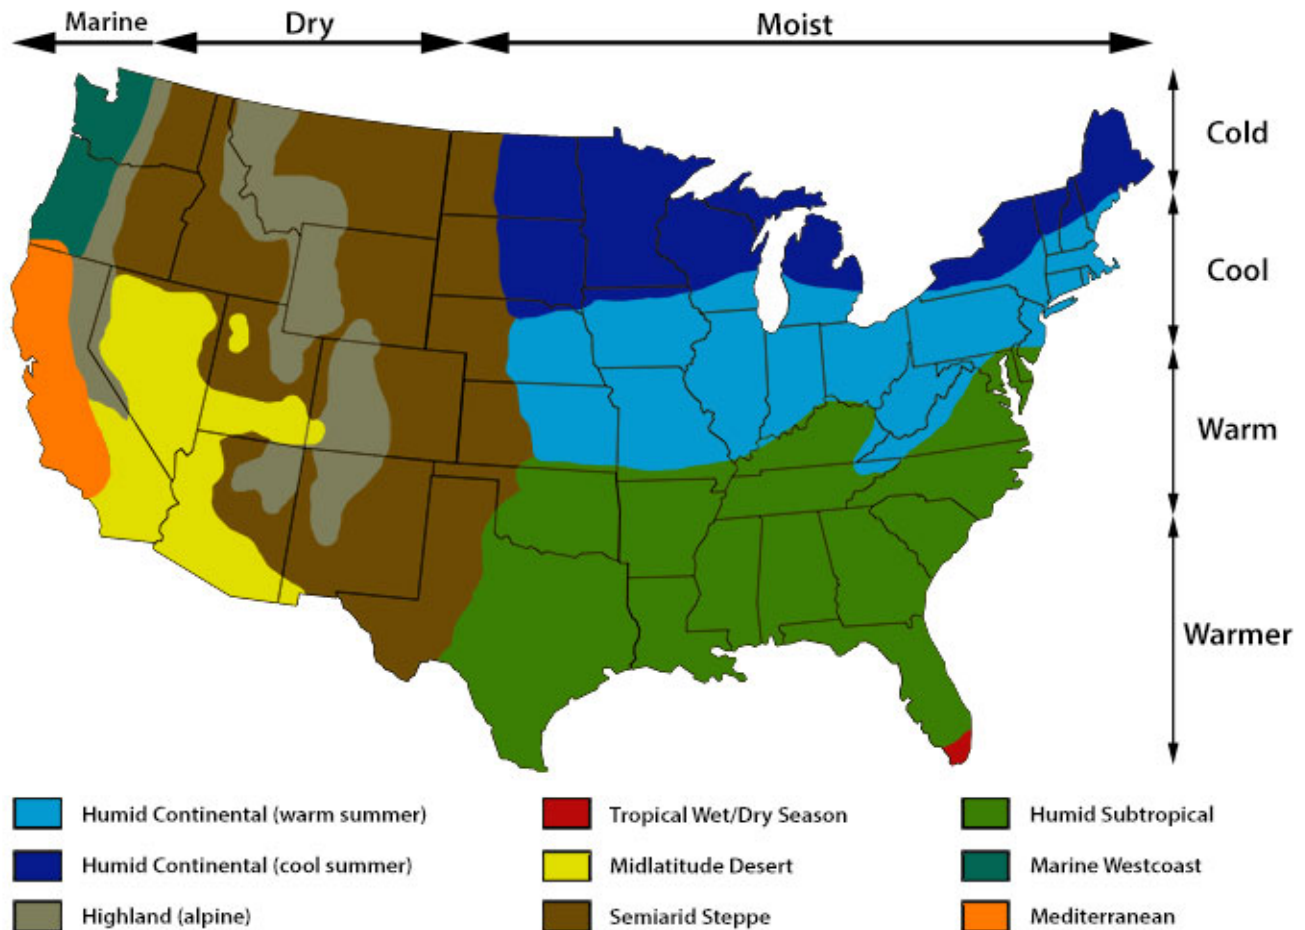 Marine
Dry
Moist
Cold
Cool
Warm
Warmer
Humid Continental (warm summer)
Tropical Wet/Dry Season
Humid Subtropical
Humid Continental (cool summer)
Midlatitude Desert
Marine Westcoast
Highland (alpine)
Semiarid Steppe
Mediterranean